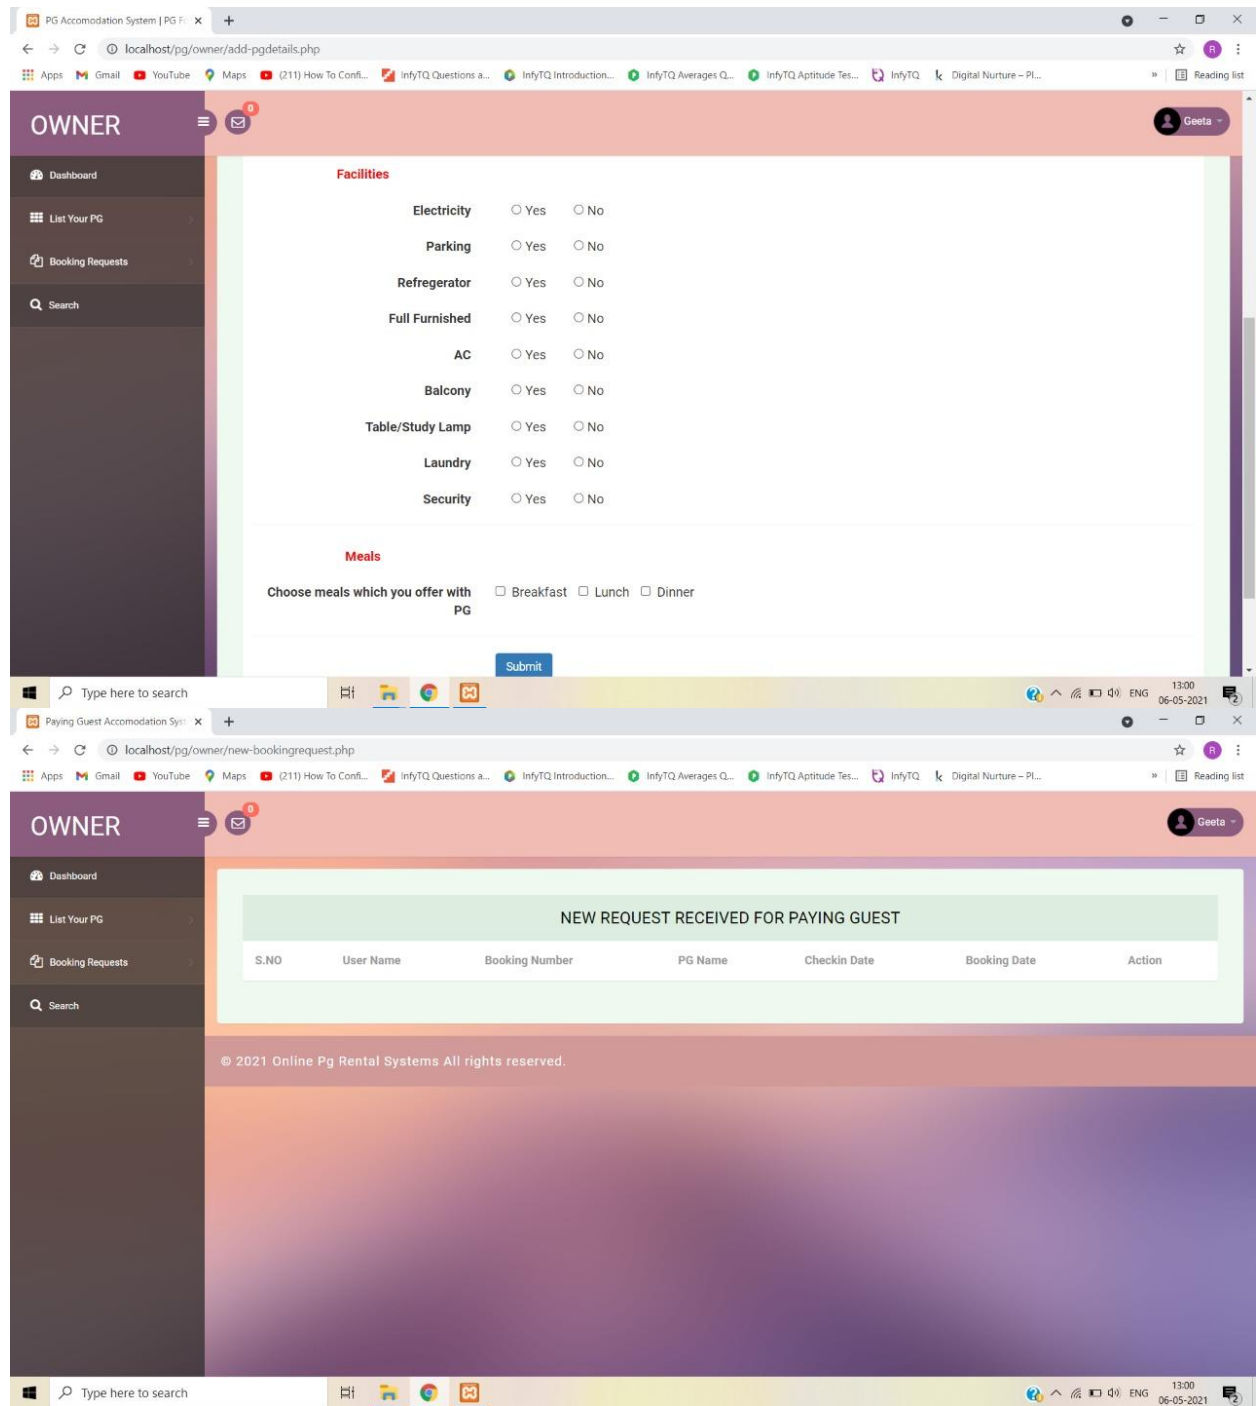 PG Accomodation System | PG Fo
localhost/pg/owner/add-pgdetails.php
R
Apps Gmail YouTube Maps (211) How To Confi... InfyTQ Questions a... InfyTQ Introduction... InfyTQ Averages Q... InfyTQ Aptitude Tes... InfyTQ Digital Nurture – Pl... » Reading list
OWNER
0
Geeta
Dashboard
List Your PG
Booking Requests
Search
Facilities
Electricity Yes No
Parking Yes No
Refregerator Yes No
Full Furnished Yes No
AC Yes No
Balcony Yes No
Table/Study Lamp Yes No
Laundry Yes No
Security Yes No
Meals
Choose meals which you offer with PG Breakfast Lunch Dinner
Submit
Type here to search
ENG
13:00
06-05-2021
2
Paying Guest Accomodation Syst
localhost/pg/owner/new-bookingrequest.php
R
Apps Gmail YouTube Maps (211) How To Confi... InfyTQ Questions a... InfyTQ Introduction... InfyTQ Averages Q... InfyTQ Aptitude Tes... InfyTQ Digital Nurture – Pl... » Reading list
OWNER
0
Geeta
Dashboard
List Your PG
Booking Requests
Search
NEW REQUEST RECEIVED FOR PAYING GUEST
S.NO User Name Booking Number PG Name Checkin Date Booking Date Action
© 2021 Online Pg Rental Systems All rights reserved.
Type here to search
ENG
13:00
06-05-2021
2